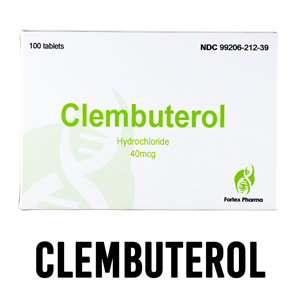 100 tablets
NDC 99206-212-39
Clembuterol
Hydrochloride
40mcg
Fortex Pharma
CLEMBUTEROL